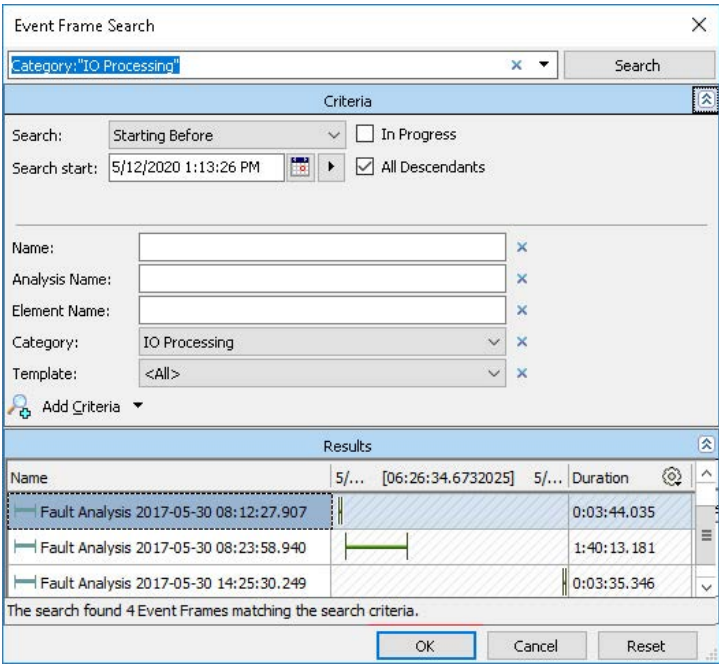 Event Frame Search
Category:"IO Processing" Search
Criteria
Search: Starting Before In Progress
Search start: 5/12/2020 1:13:26 PM All Descendants
Name:
Analysis Name:
Element Name:
Category: IO Processing
Template: <All>
Add Criteria
Results
Name 5/... [06:26:34.6732025] 5/... Duration
Fault Analysis 2017-05-30 08:12:27.907 0:03:44.035
Fault Analysis 2017-05-30 08:23:58.940 1:40:13.181
Fault Analysis 2017-05-30 14:25:30.249 0:03:35.346
The search found 4 Event Frames matching the search criteria.
OK Cancel Reset